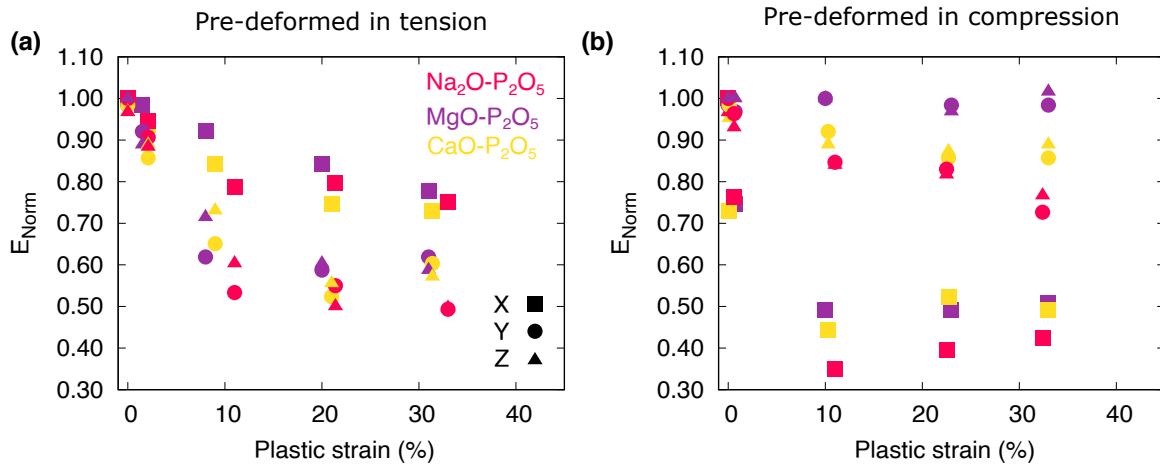 Pre-deformed in tension
(a)
1.10
1.00
0.90
0.80
0.70
0.60
0.50
0.40
0.30
E_Norm
Na₂O-P₂O₅
MgO-P₂O₅
CaO-P₂O₅
X
Y
Z
0 10 20 30 40
Plastic strain (%)
Pre-deformed in compression
(b)
1.10
1.00
0.90
0.80
0.70
0.60
0.50
0.40
0.30
E_Norm
0 10 20 30 40
Plastic strain (%)